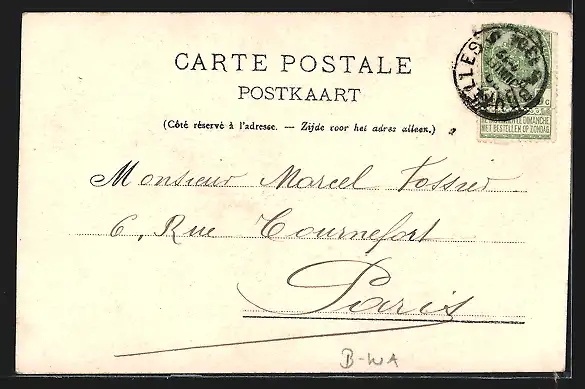 CARTE POSTALE
POSTKAART
(Côté réservé à l'adresse. — Zijde voor het adres alleen.)
BRUXELLES
NE PAS LIVRER LE DIMANCHE
NIET BESTELLEN OP ZONDAG
Monsieur Marcel
6, Rue Tournefort
Paris
B-WA